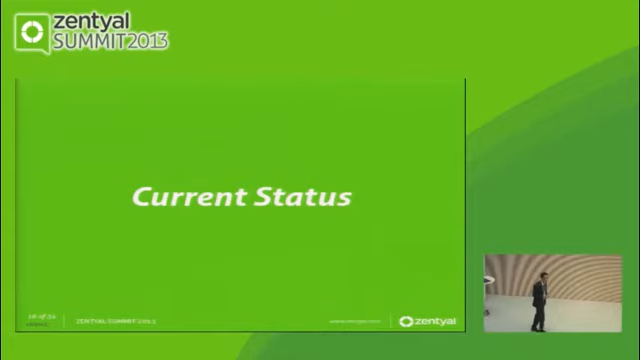 zentyal
SUMMIT2013
Current Status
ZENTYAL SUMMIT 2013
zentyal